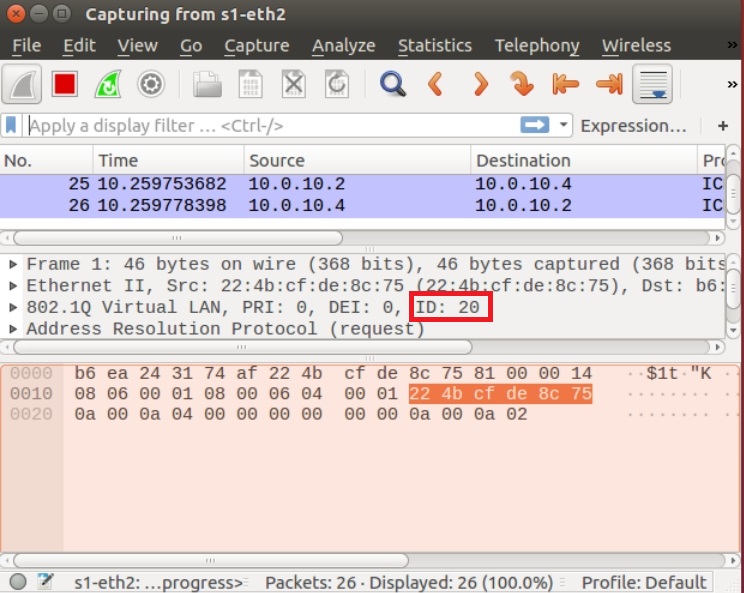 Capturing from s1-eth2
File Edit View Go Capture Analyze Statistics Telephony Wireless »
»
Apply a display filter … <Ctrl-/> Expression… +
No. Time Source Destination Pro
25 10.259753682 10.0.10.2 10.0.10.4 IC
26 10.259778398 10.0.10.4 10.0.10.2 IC
Frame 1: 46 bytes on wire (368 bits), 46 bytes captured (368 bits
Ethernet II, Src: 22:4b:cf:de:8c:75 (22:4b:cf:de:8c:75), Dst: b6:
802.1Q Virtual LAN, PRI: 0, DEI: 0, ID: 20
Address Resolution Protocol (request)
0000 b6 ea 24 31 74 af 22 4b cf de 8c 75 81 00 00 14 ··$1t·"K ··
0010 08 06 00 01 08 00 06 04 00 01 22 4b cf de 8c 75 ········ ··
0020 0a 00 0a 04 00 00 00 00 00 00 0a 00 0a 02 ········ ··
s1-eth2: …progress> Packets: 26 · Displayed: 26 (100.0%) Profile: Default